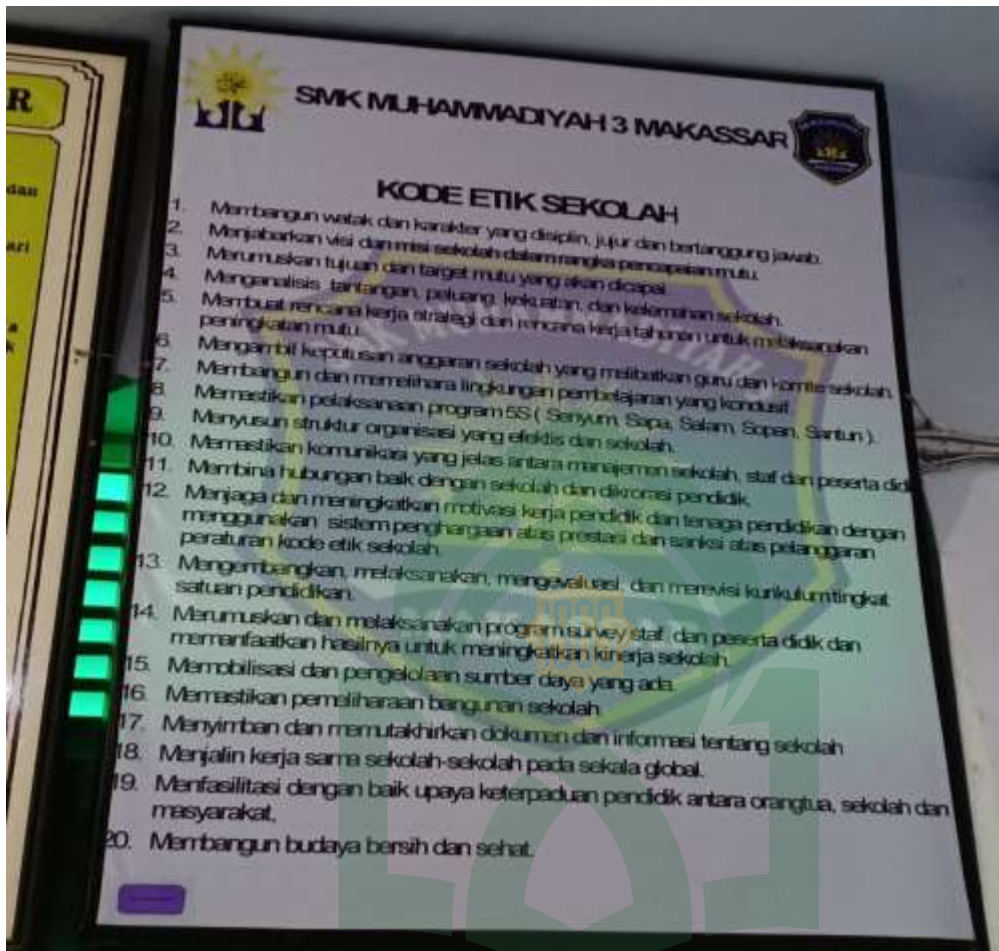 R
dan
ari
a
k
SMK MUHAMMADIYAH 3 MAKASSAR
KODE ETIK SEKOLAH
1. Membangun watak dan karakter yang disiplin, jujur dan bertanggung jawab.
2. Menjabarkan visi dan misi sekolah dalam rangka pencapaian mutu.
3. Merumuskan tujuan dan target mutu yang akan dicapai
4. Menganalisis tantangan, peluang, kekuatan, dan kelemahan sekolah.
5. Membuat rencana kerja strategi dan rencana kerja tahunan untuk melaksanakan
peningkatan mutu.
6. Mengambil keputusan anggaran sekolah yang melibatkan guru dan komite sekolah.
7. Membangun dan memelihara lingkungan pembelajaran yang kondusif
8. Memastikan pelaksanaan program 5S ( Senyum, Sapa, Salam, Sopan, Santun ).
9. Menyusun struktur organisasi yang efektis dan sekolah.
10. Memastikan komunikasi yang jelas antara manajemen sekolah, staf dan peserta didi
11. Membina hubungan baik dengan sekolah dan dikrorasi pendidik.
12. Menjaga dan meningkatkan motivasi kerja pendidik dan tenaga pendidikan dengan
menggunakan sistem penghargaan atas prestasi dan sanksi atas pelanggaran
peraturan kode etik sekolah.
13. Mengembangkan, melaksanakan, mengevaluasi, dan merevisi kurikulum tingkat
satuan pendidikan.
14. Merumuskan dan melaksanakan program survey staf dan peserta didik dan
memanfaatkan hasilnya untuk meningkatkan kinerja sekolah.
15. Memobilisasi dan pengelolaan sumber daya yang ada.
16. Memastikan pemeliharaan bangunan sekolah.
17. Menyimban dan memutakhirkan dokumen dan informasi tentang sekolah
18. Menjalin kerja sama sekolah-sekolah pada sekala global.
19. Menfasilitasi dengan baik upaya keterpaduan pendidik antara orangtua, sekolah dan
masyarakat,
20. Membangun budaya bersih dan sehat.